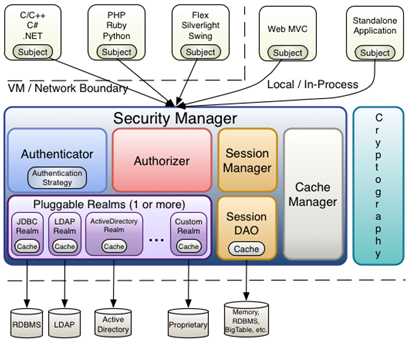 C/C++
C#
.NET
Subject
PHP
Ruby
Python
Subject
Flex
Silverlight
Swing
Subject
Web MVC
Subject
Standalone
Application
Subject
VM / Network Boundary
Local / In-Process
Security Manager
Authenticator
Authentication
Strategy
Authorizer
Session
Manager
Cache
Manager
Cryptography
Pluggable Realms (1 or more)
JDBC
Realm
Cache
LDAP
Realm
Cache
ActiveDirectory
Realm
Cache
...
Custom
Realm
Cache
Session
DAO
Cache
RDBMS
LDAP
Active
Directory
Proprietary
Memory,
RDBMS,
BigTable, etc.